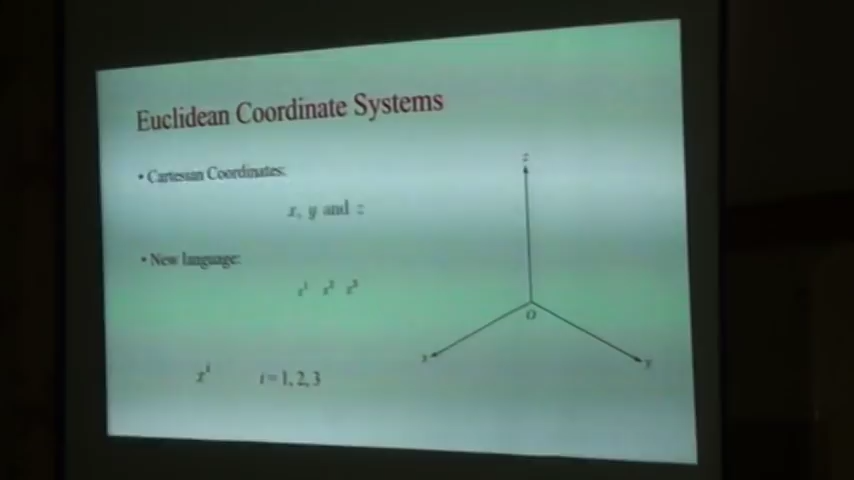 Euclidean Coordinate Systems
• Cartesian Coordinates:
x, y and z
• New language:
x¹ x² x³
xⁱ i = 1, 2, 3
z
O
x
y